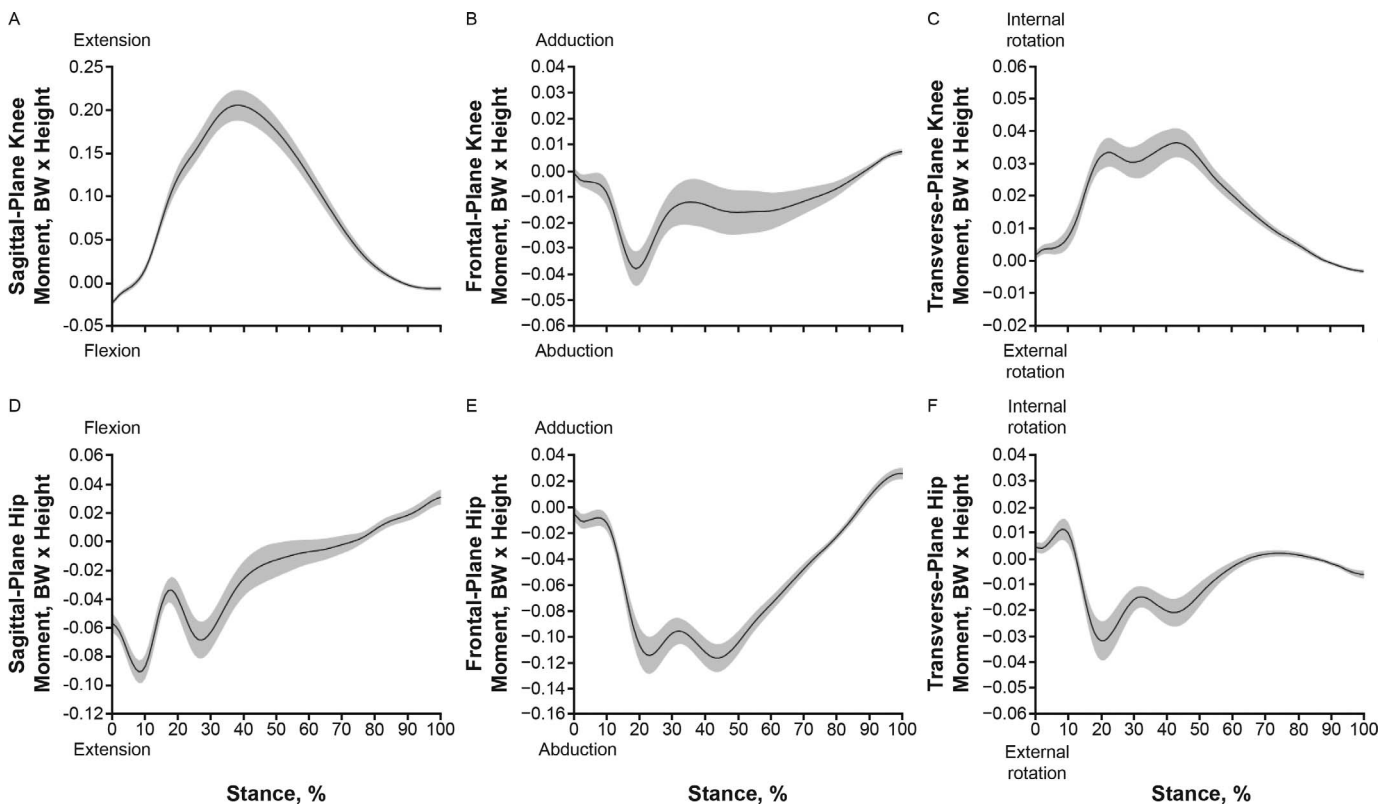 A
Extension
Sagittal-Plane Knee
Moment, BW x Height
0.25
0.20
0.15
0.10
0.05
0.00
-0.05
Flexion
B
Adduction
Frontal-Plane Knee
Moment, BW x Height
0.04
0.03
0.02
0.01
0.00
−0.01
−0.02
−0.03
−0.04
−0.05
−0.06
Abduction
C
Internal
rotation
Transverse-Plane Knee
Moment, BW x Height
0.06
0.05
0.04
0.03
0.02
0.01
0.00
−0.01
−0.02
External
rotation
D
Flexion
Sagittal-Plane Hip
Moment, BW x Height
0.06
0.04
0.02
0.00
-0.02
-0.04
-0.06
-0.08
-0.10
-0.12
0 10 20 30 40 50 60 70 80 90 100
Extension
Stance, %
E
Adduction
Frontal-Plane Hip
Moment, BW x Height
0.04
0.02
0.00
−0.02
−0.04
−0.06
−0.08
−0.10
−0.12
−0.14
−0.16
0 10 20 30 40 50 60 70 80 90 100
Abduction
Stance, %
F
Internal
rotation
Transverse-Plane Hip
Moment, BW x Height
0.04
0.03
0.02
0.01
0.00
−0.01
−0.02
−0.03
−0.04
−0.05
−0.06
0 10 20 30 40 50 60 70 80 90 100
External
rotation
Stance, %